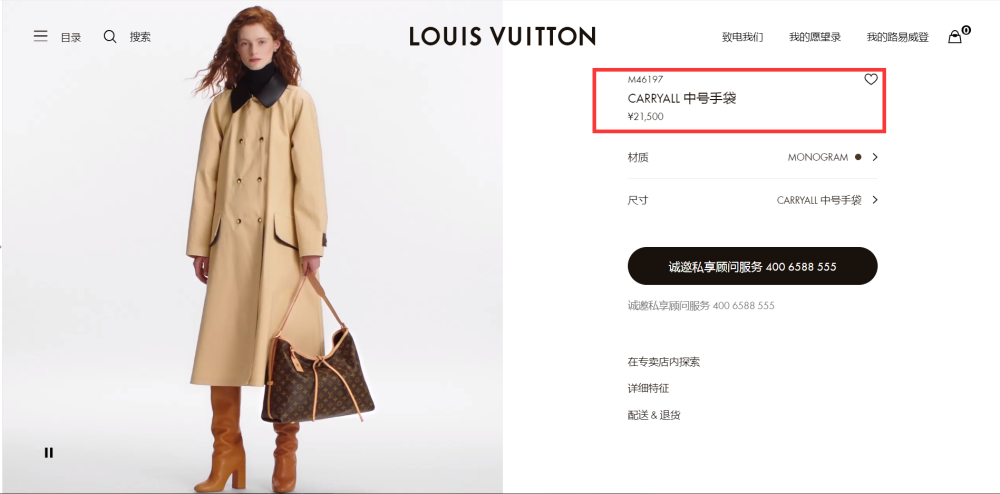 目录
搜索
LOUIS VUITTON
致电我们
我的愿望录
我的路易威登
0
M46197
CARRYALL 中号手袋
¥21,500
材质
MONOGRAM
尺寸
CARRYALL 中号手袋
诚邀私享顾问服务 400 6588 555
诚邀私享顾问服务 400 6588 555
在专卖店内探索
详细特征
配送 & 退货